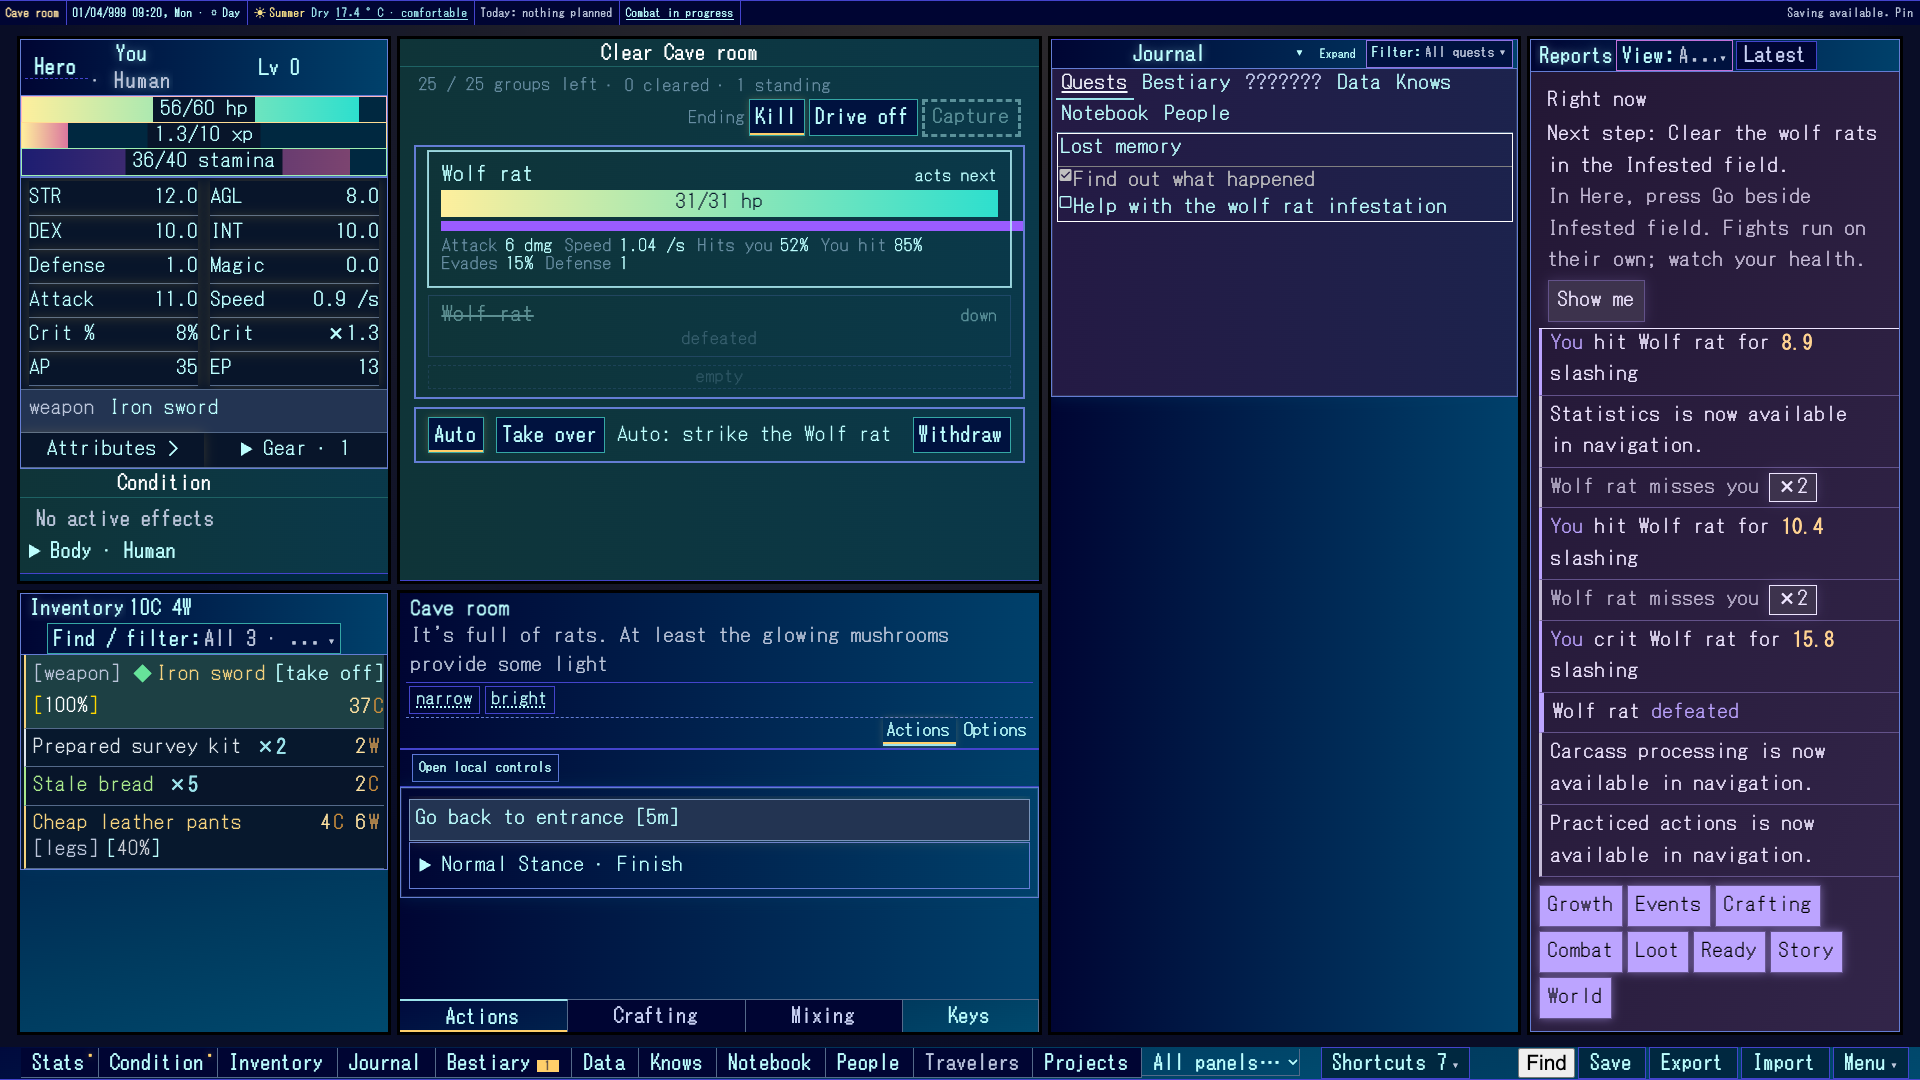 Cave room 01/04/999 09:20, Mon · ☼ Day ☀ Summer Dry 17.4 ° C · comfortable Today: nothing planned Combat in progress Saving available. Pin
Hero · You Human Lv 0
56/60 hp
1.3/10 xp
36/40 stamina
STR 12.0 AGL 8.0
DEX 10.0 INT 10.0
Defense 1.0 Magic 0.0
Attack 11.0 Speed 0.9 /s
Crit % 8% Crit ×1.3
AP 35 EP 13
weapon Iron sword
Attributes > ▶ Gear · 1
Condition
No active effects
▶ Body · Human
Inventory 10C 4W
Find / filter: All 3 · ... ▾
[weapon] ◆ Iron sword [take off]
[100%] 37C
Prepared survey kit ×2 2W
Stale bread ×5 2C
Cheap leather pants 4C 6W
[legs] [40%]
Clear Cave room
25 / 25 groups left · 0 cleared · 1 standing
Ending Kill Drive off Capture
Wolf rat acts next
31/31 hp
Attack 6 dmg Speed 1.04 /s Hits you 52% You hit 85%
Evades 15% Defense 1
Wolf rat down
defeated
empty
Auto Take over Auto: strike the Wolf rat Withdraw
Cave room
It's full of rats. At least the glowing mushrooms
provide some light
narrow bright
Actions Options
Open local controls
Go back to entrance [5m]
▶ Normal Stance · Finish
Actions Crafting Mixing Keys
Journal ▾ Expand Filter: All quests ▾
Quests Bestiary ??????? Data Knows
Notebook People
Lost memory
☑Find out what happened
☐Help with the wolf rat infestation
Reports View: A... ▾ Latest
Right now
Next step: Clear the wolf rats
in the Infested field.
In Here, press Go beside
Infested field. Fights run on
their own; watch your health.
Show me
You hit Wolf rat for 8.9
slashing
Statistics is now available
in navigation.
Wolf rat misses you ×2
You hit Wolf rat for 10.4
slashing
Wolf rat misses you ×2
You crit Wolf rat for 15.8
slashing
Wolf rat defeated
Carcass processing is now
available in navigation.
Practiced actions is now
available in navigation.
Growth Events Crafting
Combat Loot Ready Story
World
Stats Condition Inventory Journal Bestiary 1 Data Knows Notebook People Travelers Projects All panels… Shortcuts 7 ▾ Find Save Export Import Menu ▾